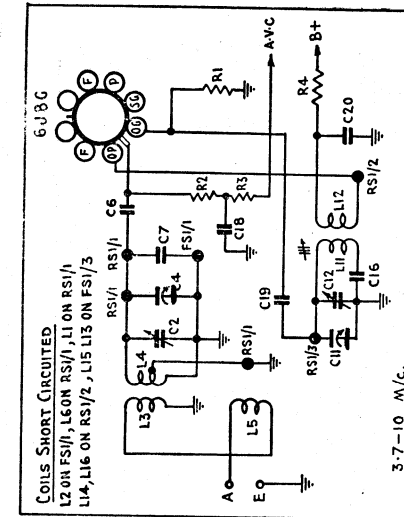 COILS SHORT CIRCUITED
L2 ON FS1/1, L6 ON RS1/1, L1 ON RS1/1
L14, L16 ON RS1/2, L15 L13 ON FS1/3
6J8G
F
P
SG
OG
OP
F
R1
A.V.C
B+
R4
C20
C6
R2
R3
C18
RS1/1
C7
FS1/1
RS1/1
C4
C2
L4
RS1/1
L3
L5
A
E
C19
RS1/2
L12
L11
C16
C12
RS1/3
C11
3·7-10 M/C.